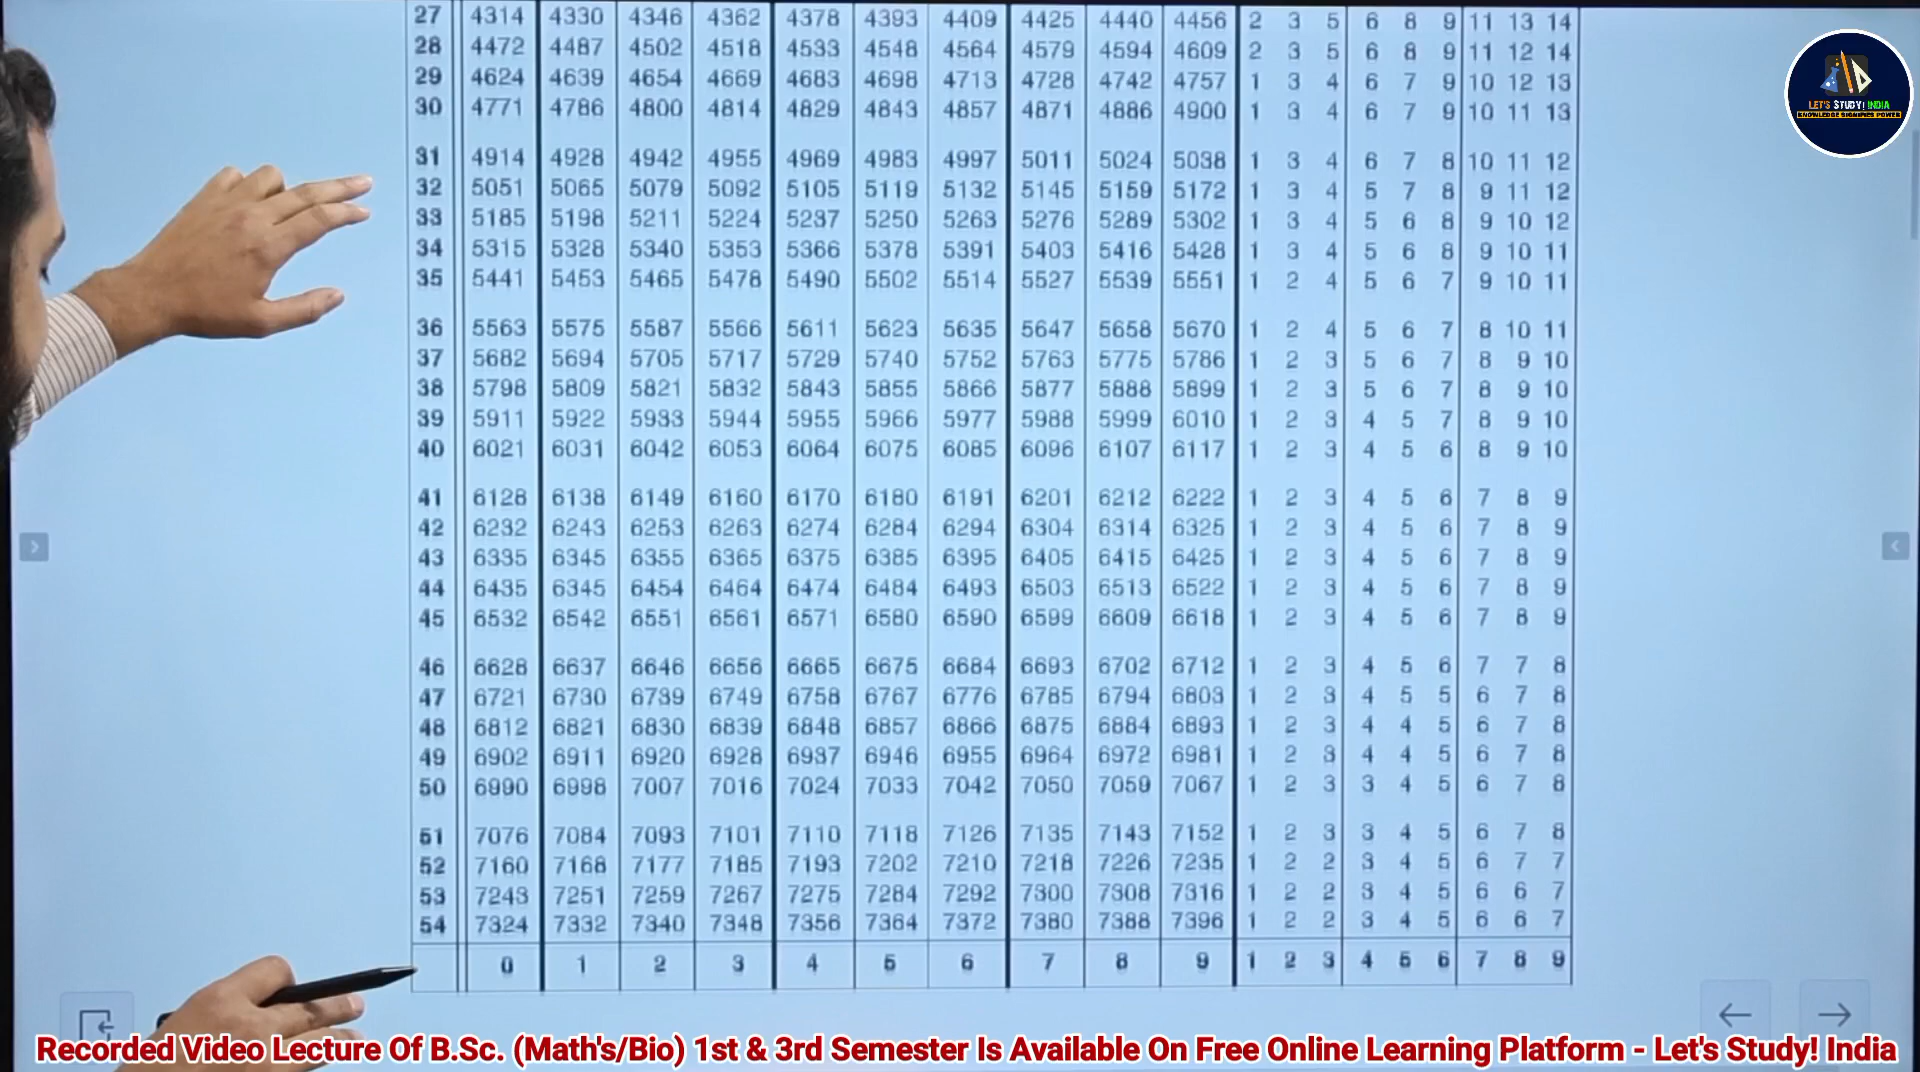 27 4314 4330 4346 4362 4378 4393 4409 4425 4440 4456 2 3 5 6 8 9 11 13 14
28 4472 4487 4502 4518 4533 4548 4564 4579 4594 4609 2 3 5 6 8 9 11 12 14
29 4624 4639 4654 4669 4683 4698 4713 4728 4742 4757 1 3 4 6 7 9 10 12 13
30 4771 4786 4800 4814 4829 4843 4857 4871 4886 4900 1 3 4 6 7 9 10 11 13
31 4914 4928 4942 4955 4969 4983 4997 5011 5024 5038 1 3 4 6 7 8 10 11 12
32 5051 5065 5079 5092 5105 5119 5132 5145 5159 5172 1 3 4 5 7 8 9 11 12
33 5185 5198 5211 5224 5237 5250 5263 5276 5289 5302 1 3 4 5 6 8 9 10 12
34 5315 5328 5340 5353 5366 5378 5391 5403 5416 5428 1 3 4 5 6 8 9 10 11
35 5441 5453 5465 5478 5490 5502 5514 5527 5539 5551 1 2 4 5 6 7 9 10 11
36 5563 5575 5587 5566 5611 5623 5635 5647 5658 5670 1 2 4 5 6 7 8 10 11
37 5682 5694 5705 5717 5729 5740 5752 5763 5775 5786 1 2 3 5 6 7 8 9 10
38 5798 5809 5821 5832 5843 5855 5866 5877 5888 5899 1 2 3 5 6 7 8 9 10
39 5911 5922 5933 5944 5955 5966 5977 5988 5999 6010 1 2 3 4 5 7 8 9 10
40 6021 6031 6042 6053 6064 6075 6085 6096 6107 6117 1 2 3 4 5 6 8 9 10
41 6128 6138 6149 6160 6170 6180 6191 6201 6212 6222 1 2 3 4 5 6 7 8 9
42 6232 6243 6253 6263 6274 6284 6294 6304 6314 6325 1 2 3 4 5 6 7 8 9
43 6335 6345 6355 6365 6375 6385 6395 6405 6415 6425 1 2 3 4 5 6 7 8 9
44 6435 6345 6454 6464 6474 6484 6493 6503 6513 6522 1 2 3 4 5 6 7 8 9
45 6532 6542 6551 6561 6571 6580 6590 6599 6609 6618 1 2 3 4 5 6 7 8 9
46 6628 6637 6646 6656 6665 6675 6684 6693 6702 6712 1 2 3 4 5 6 7 7 8
47 6721 6730 6739 6749 6758 6767 6776 6785 6794 6803 1 2 3 4 5 5 6 7 8
48 6812 6821 6830 6839 6848 6857 6866 6875 6884 6893 1 2 3 4 4 5 6 7 8
49 6902 6911 6920 6928 6937 6946 6955 6964 6972 6981 1 2 3 4 4 5 6 7 8
50 6990 6998 7007 7016 7024 7033 7042 7050 7059 7067 1 2 3 3 4 5 6 7 8
51 7076 7084 7093 7101 7110 7118 7126 7135 7143 7152 1 2 3 3 4 5 6 7 8
52 7160 7168 7177 7185 7193 7202 7210 7218 7226 7235 1 2 2 3 4 5 6 7 7
53 7243 7251 7259 7267 7275 7284 7292 7300 7308 7316 1 2 2 3 4 5 6 6 7
54 7324 7332 7340 7348 7356 7364 7372 7380 7388 7396 1 2 2 3 4 5 6 6 7
0 1 2 3 4 5 6 7 8 9 1 2 3 4 5 6 7 8 9
LET'S STUDY! INDIA
KNOWLEDGE SIGNIFIES POWER
Recorded Video Lecture Of B.Sc. (Math's/Bio) 1st & 3rd Semester Is Available On Free Online Learning Platform - Let's Study! India